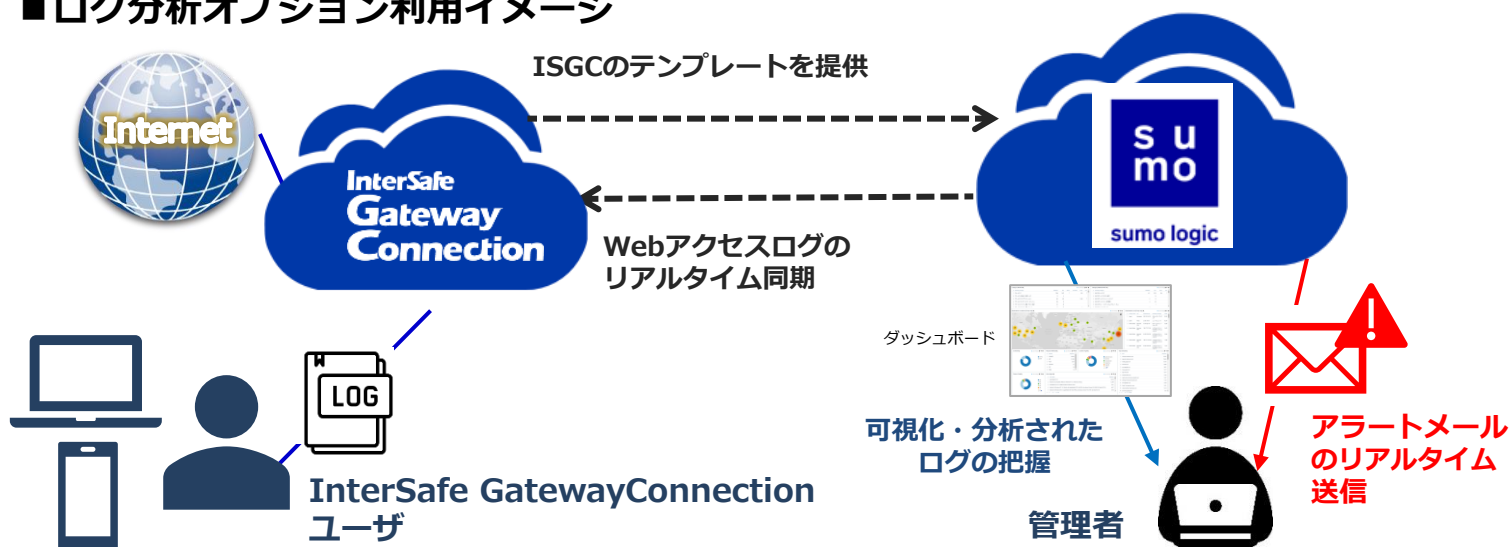 ■ログ分析オプション利用イメージ
ISGCのテンプレートを提供
Internet
InterSafe
Gateway
Connection
su
mo
sumo logic
Webアクセスログの
リアルタイム同期
ダッシュボード
LOG
可視化・分析された
ログの把握
アラートメール
のリアルタイム
送信
InterSafe GatewayConnection
ユーザ
管理者